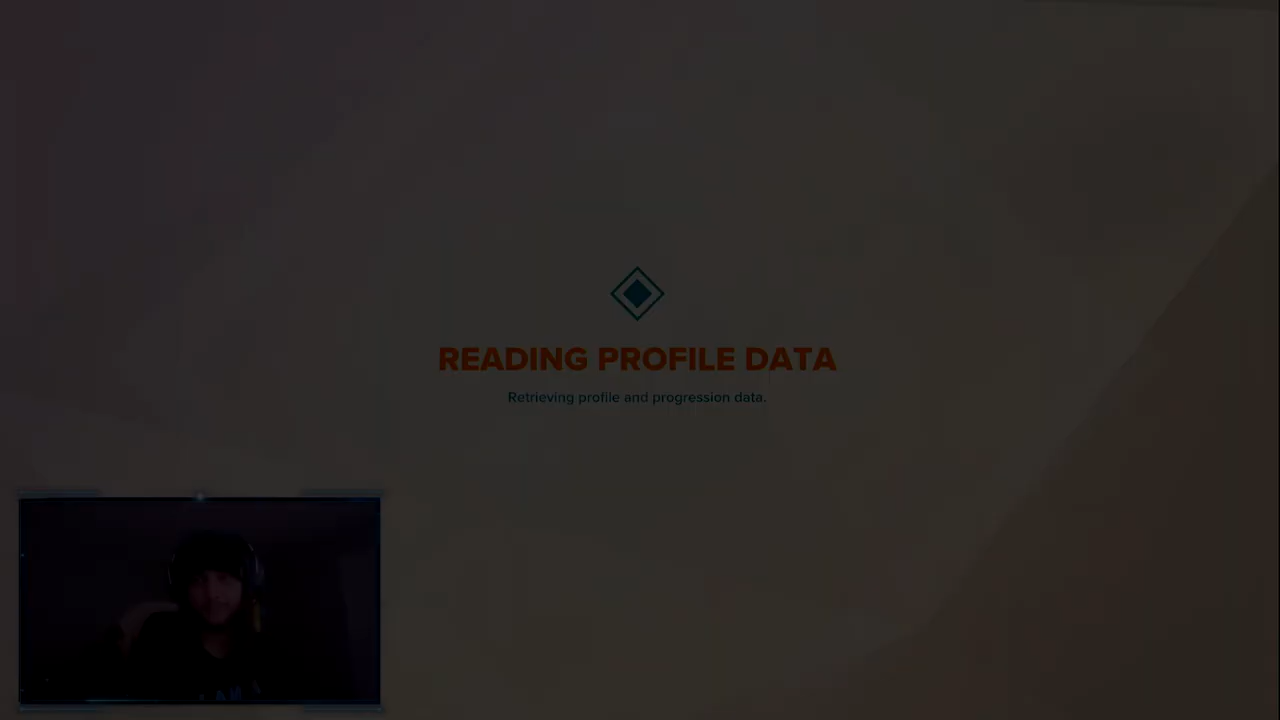 READING PROFILE DATA
Retrieving profile and progression data.